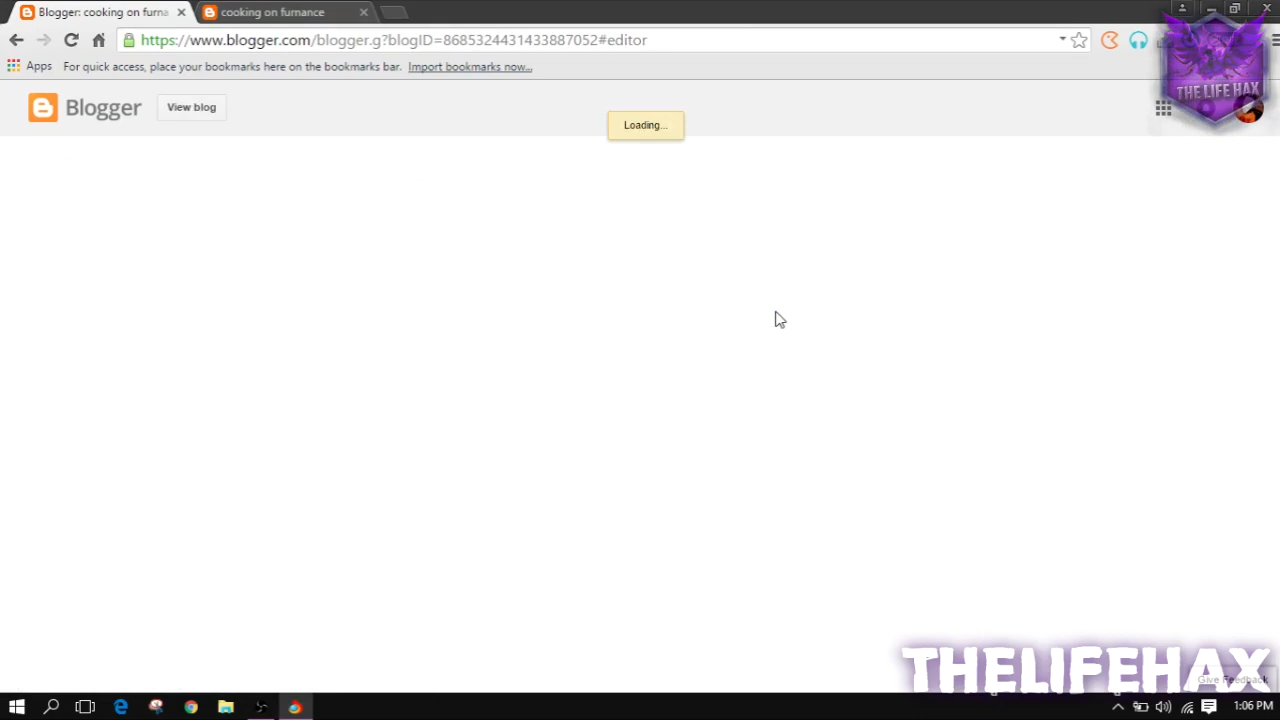 Blogger: cooking on furna
cooking on furnance
https://www.blogger.com/blogger.g?blogID=8685324431433887052#editor
Apps For quick access, place your bookmarks here on the bookmarks bar. Import bookmarks now...
THE LIFE HAX
Blogger View blog
Loading...
THELIFEHAX
Give Feedback
1:06 PM